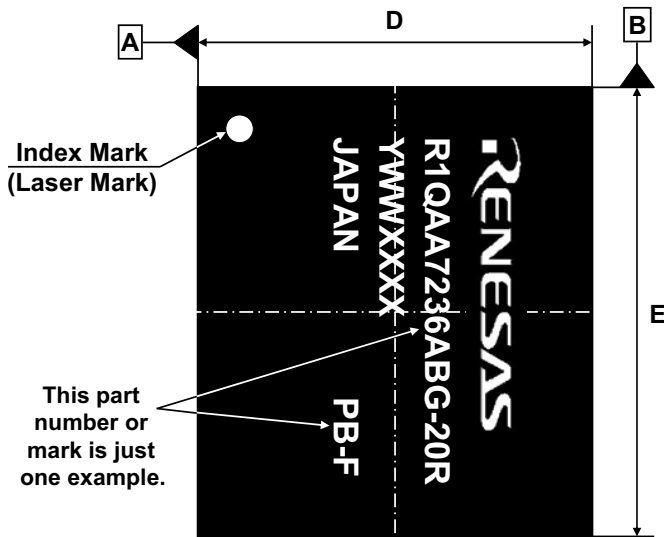 A
D
B
Index Mark
(Laser Mark)
RENESAS
R1QAA7236ABG-20R
YWWXXXX
JAPAN
PB-F
E
This part
number or
mark is just
one example.